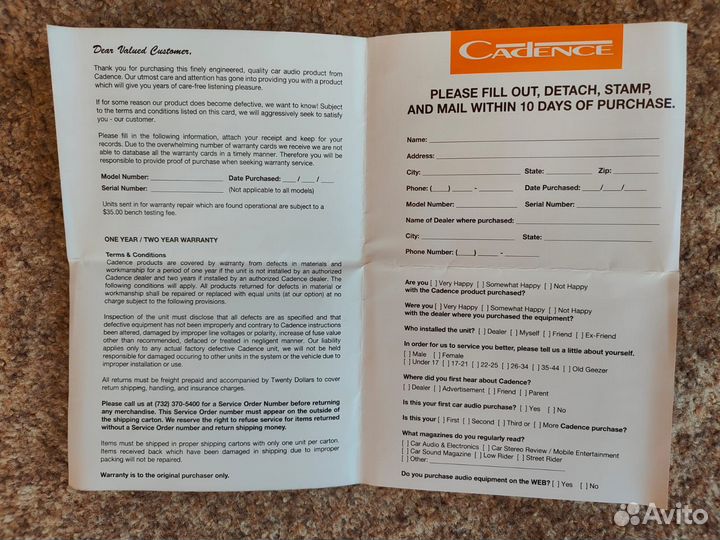 Dear Valued Customer,
Thank you for purchasing this finely engineered, quality car audio product from
Cadence. Our utmost care and attention has gone into providing you with a product
which will give you years of care-free listening pleasure.
If for some reason our product does become defective, we want to know! Subject
to the terms and conditions listed on this card, we will aggressively seek to satisfy
you - our customer.
Please fill in the following information, attach your receipt and keep for your
records. Due to the overwhelming number of warranty cards we receive we are not
able to database all the warranty cards in a timely manner. Therefore you will be
responsible to provide proof of purchase when seeking warranty service.
Model Number: ____________ Date Purchased: ___/___/___
Serial Number: ____________ (Not applicable to all models)
Units sent in for warranty repair which are found operational are subject to a
$35.00 bench testing fee.
ONE YEAR / TWO YEAR WARRANTY
Terms & Conditions
Cadence products are covered by warranty from defects in materials and
workmanship for a period of one year if the unit is not installed by an authorized
Cadence dealer and two years if installed by an authorized Cadence dealer. The
following conditions will apply. All products returned for defects in material or
workmanship shall be repaired or replaced with equal units (at our option) at no
charge subject to the following provisions.
Inspection of the unit must disclose that all defects are as specified and that
defective equipment has not been improperly and contrary to Cadence instructions
been altered, damaged by improper line voltages or polarity, increase of fuse value
other than recommended, defaced or treated in negligent manner. Our liability
applies only to any actual factory defective Cadence unit, we will not be held
responsible for damaged occuring to other units in the system or the vehicle due to
improper installation or use.
All returns must be freight prepaid and accompanied by Twenty Dollars to cover
return shipping, handling, and insurance charges.
Please call us at (732) 370-5400 for a Service Order Number before returning
any merchandise. This Service Order number must appear on the outside of
the shipping carton. We reserve the right to refuse service for items returned
without a Service Order number and return shipping money.
Items must be shipped in proper shipping cartons with only one unit per carton.
Items received back which have been damaged in shipping due to improper
packing will not be repaired.
Warranty is to the original purchaser only.
CADENCE
PLEASE FILL OUT, DETACH, STAMP,
AND MAIL WITHIN 10 DAYS OF PURCHASE.
Name: ____________
Address: ____________
City: ____________ State: ______ Zip: ______
Phone: (___) ______ - ______ Date Purchased: ___/___/___
Model Number: ____________ Serial Number: ____________
Name of Dealer where purchased: ____________
City: ____________ State: ____________
Phone Number: (___) ______ - ______
Are you [ ] Very Happy [ ] Somewhat Happy [ ] Not Happy
with the Cadence product purchased?
Were you [ ] Very Happy [ ] Somewhat Happy [ ] Not Happy
with the dealer where you purchased the equipment?
Who installed the unit? [ ] Dealer [ ] Myself [ ] Friend [ ] Ex-Friend
In order for us to service you better, please tell us a little about yourself.
[ ] Male [ ] Female
[ ] Under 17 [ ] 17-21 [ ] 22-25 [ ] 26-34 [ ] 35-44 [ ] Old Geezer
Where did you first hear about Cadence?
[ ] Dealer [ ] Advertisement [ ] Friend [ ] Parent
Is this your first car audio purchase? [ ] Yes [ ] No
Is this your [ ] First [ ] Second [ ] Third or [ ] More Cadence purchase?
What magazines do you regularly read?
[ ] Car Audio & Electronics [ ] Car Stereo Review / Mobile Entertainment
[ ] Car Sound Magazine [ ] Low Rider [ ] Street Rider
[ ] Other: ____________
Do you purchase audio equipment on the WEB? [ ] Yes [ ] No
Avito